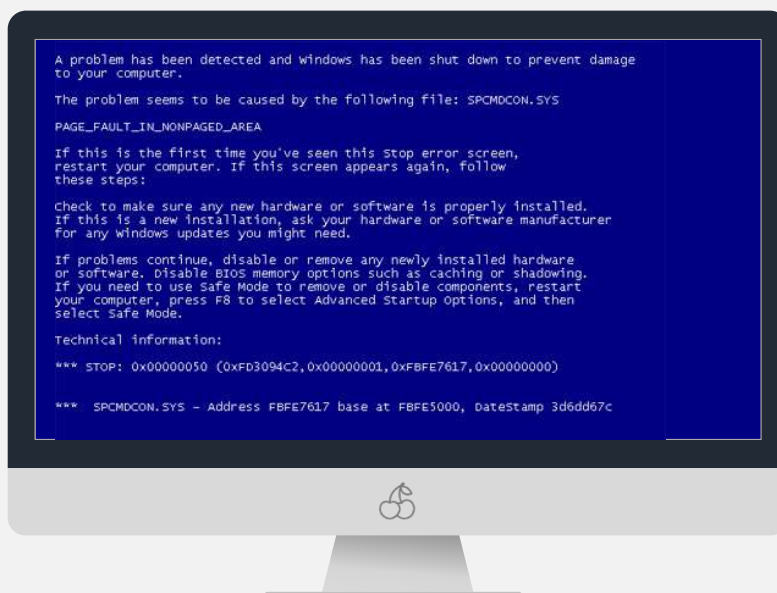 A problem has been detected and Windows has been shut down to prevent damage
to your computer.
The problem seems to be caused by the following file: SPCMDCON.SYS
PAGE_FAULT_IN_NONPAGED_AREA
If this is the first time you've seen this Stop error screen,
restart your computer. If this screen appears again, follow
these steps:
Check to make sure any new hardware or software is properly installed.
If this is a new installation, ask your hardware or software manufacturer
for any Windows updates you might need.
If problems continue, disable or remove any newly installed hardware
or software. Disable BIOS memory options such as caching or shadowing.
If you need to use Safe Mode to remove or disable components, restart
your computer, press F8 to select Advanced Startup Options, and then
select Safe Mode.
Technical information:
*** STOP: 0x00000050 (0xFD3094C2,0x00000001,0xFBFE7617,0x00000000)
*** SPCMDCON.SYS - Address FBFE7617 base at FBFE5000, DateStamp 3d6dd67c